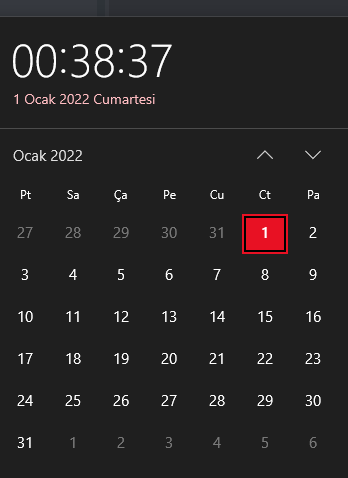 00:38:37
1 Ocak 2022 Cumartesi
Ocak 2022
Pt Sa Ça Pe Cu Ct Pa
27 28 29 30 31 1 2
3 4 5 6 7 8 9
10 11 12 13 14 15 16
17 18 19 20 21 22 23
24 25 26 27 28 29 30
31 1 2 3 4 5 6